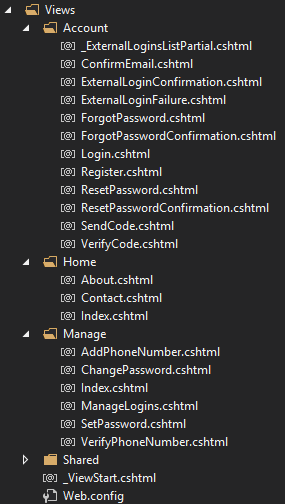 Views
Account
_ExternalLoginsListPartial.cshtml
ConfirmEmail.cshtml
ExternalLoginConfirmation.cshtml
ExternalLoginFailure.cshtml
ForgotPassword.cshtml
ForgotPasswordConfirmation.cshtml
Login.cshtml
Register.cshtml
ResetPassword.cshtml
ResetPasswordConfirmation.cshtml
SendCode.cshtml
VerifyCode.cshtml
Home
About.cshtml
Contact.cshtml
Index.cshtml
Manage
AddPhoneNumber.cshtml
ChangePassword.cshtml
Index.cshtml
ManageLogins.cshtml
SetPassword.cshtml
VerifyPhoneNumber.cshtml
Shared
_ViewStart.cshtml
Web.config